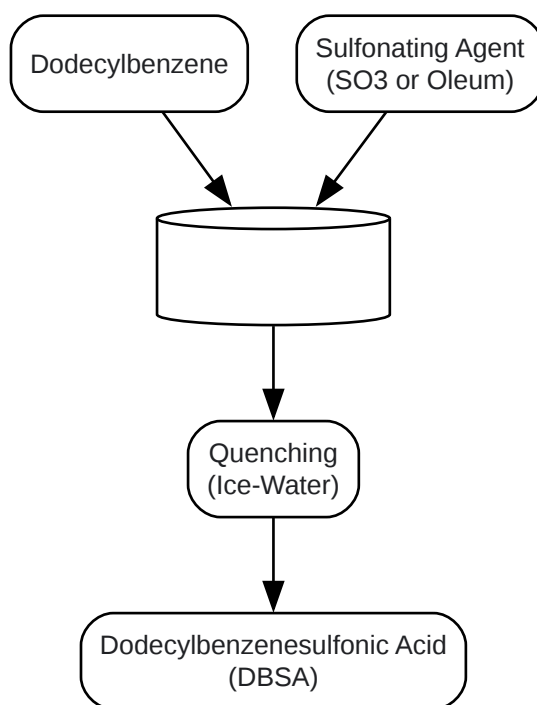 Dodecylbenzene
Sulfonating Agent
(SO3 or Oleum)
Quenching
(Ice-Water)
Dodecylbenzenesulfonic Acid
(DBSA)